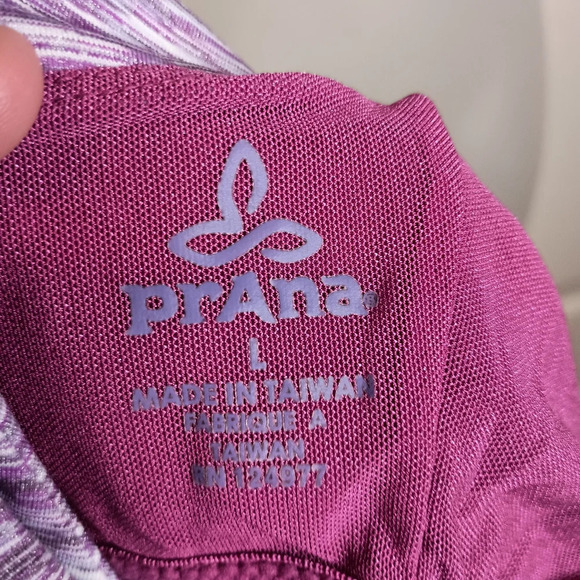 prAna®
L
MADE IN TAIWAN
FABRIQUE A
TAIWAN
RN 124977